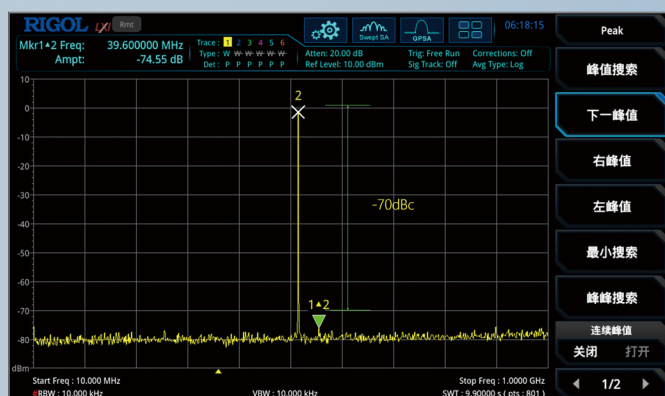 RIGOL LXI Rmt
06:18:15
Mkr1▲2 Freq: 39.600000 MHz
Ampt: -74.55 dB
Trace: 1 2 3 4 5 6
Type: W W W W W W
Det: P P P P P P
Swept SA
GPSA
Atten: 20.00 dB
Ref Level: 10.00 dBm
Trig: Free Run
Sig Track: Off
Corrections: Off
Avg Type: Log
10
0
-10
-20
-30
-40
-50
-60
-70
-80
dBm
2
-70dBc
1▲2
Start Freq : 10.000 MHz
Stop Freq : 1.0000 GHz
#RBW : 10.000 kHz
VBW : 10.000 kHz
SWT : 9.90000 s ( pts : 801 )
Peak
峰值搜索
下一峰值
右峰值
左峰值
最小搜索
峰峰搜索
连续峰值
关闭 打开
1/2